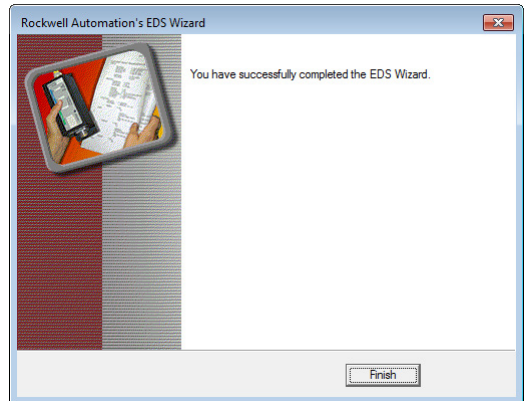 Rockwell Automation's EDS Wizard
You have successfully completed the EDS Wizard.
Finish